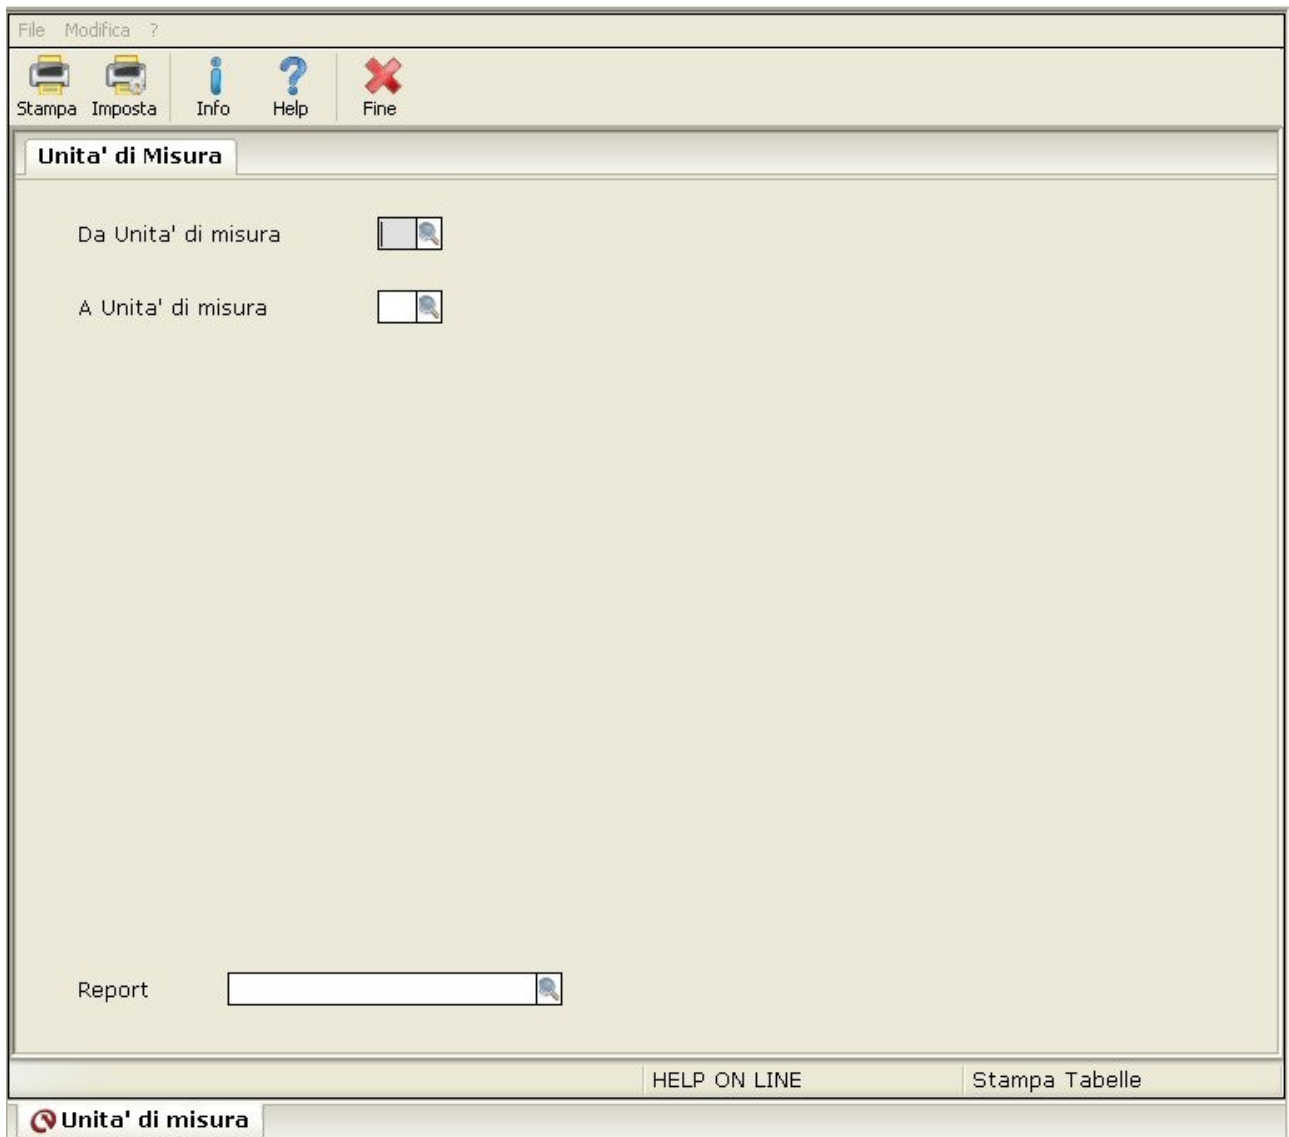 File Modifica ?
Stampa Imposta Info Help Fine
Unita' di Misura
Da Unita' di misura
A Unita' di misura
Report
HELP ON LINE Stampa Tabelle
Unita' di misura